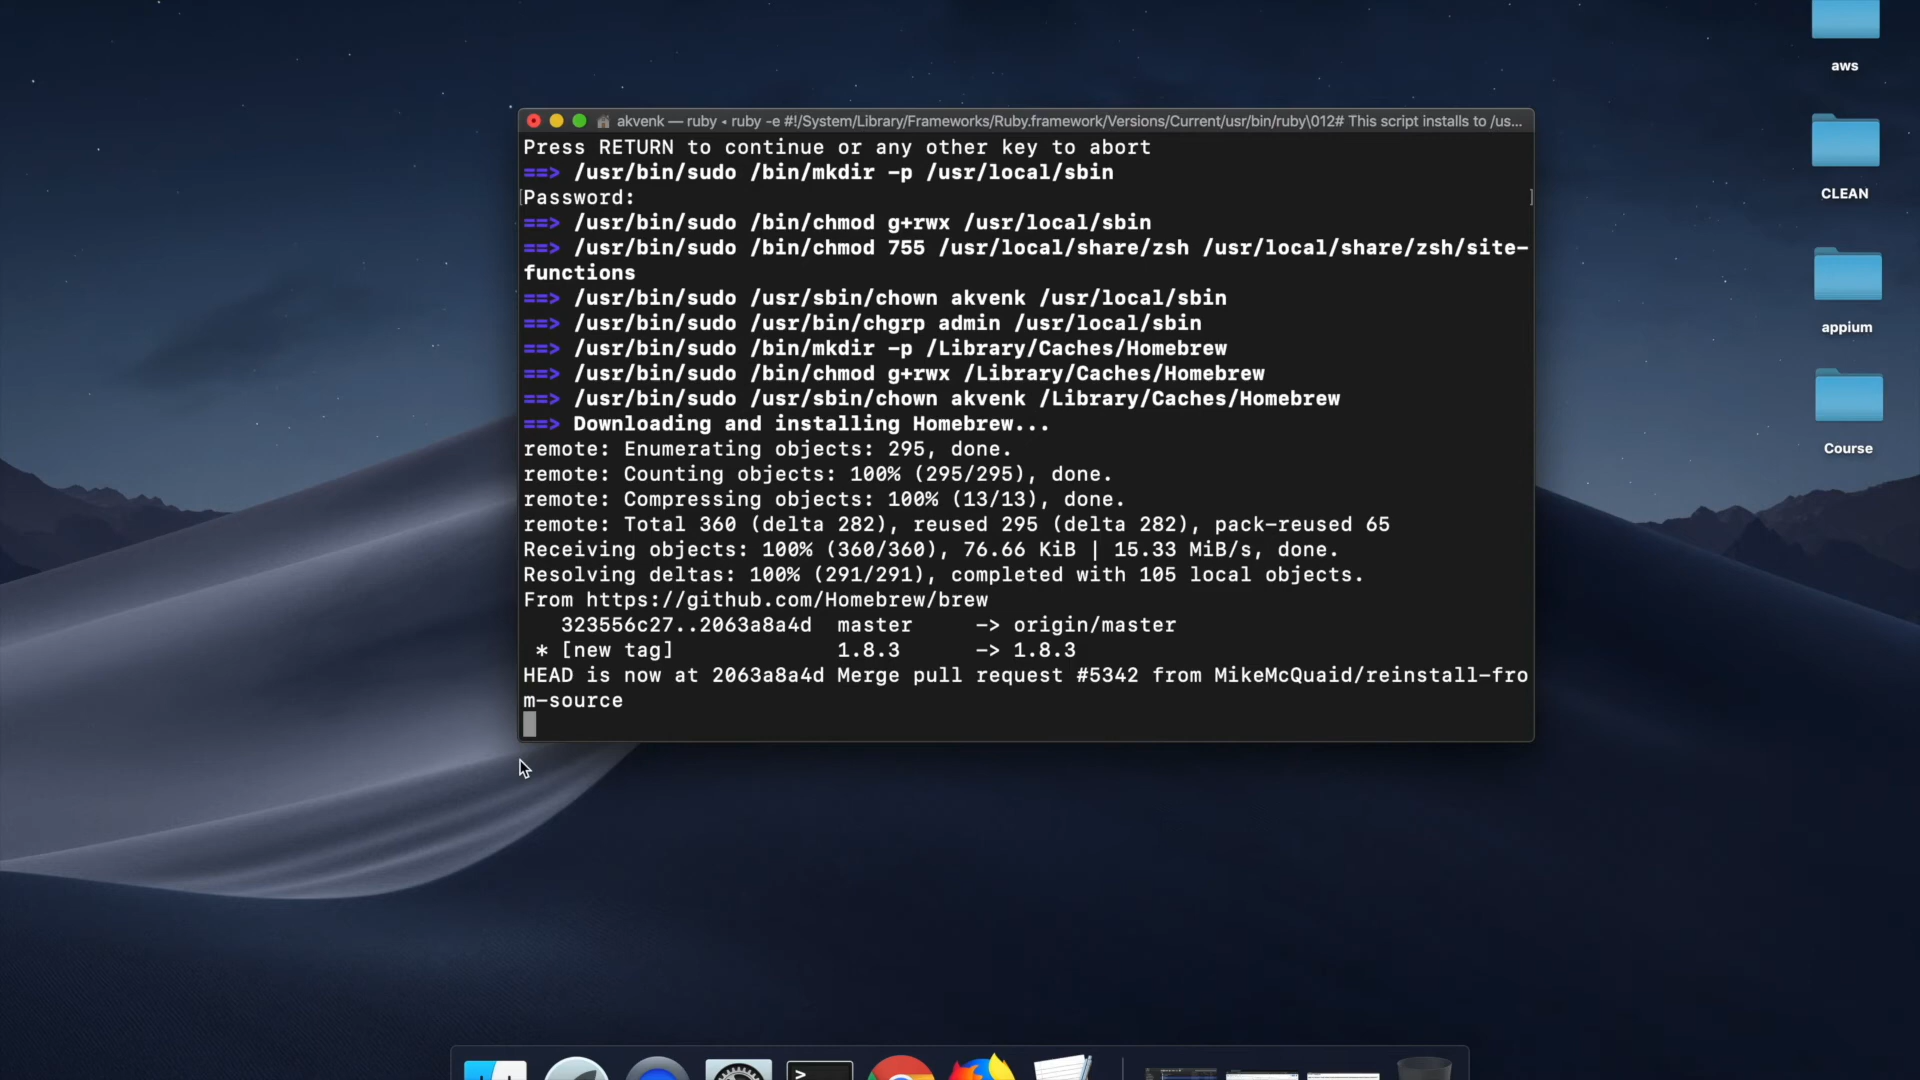 aws
akvenk — ruby ◂ ruby -e #!/System/Library/Frameworks/Ruby.framework/Versions/Current/usr/bin/ruby\012# This script installs to /us...
Press RETURN to continue or any other key to abort
==> /usr/bin/sudo /bin/mkdir -p /usr/local/sbin
Password:
==> /usr/bin/sudo /bin/chmod g+rwx /usr/local/sbin
==> /usr/bin/sudo /bin/chmod 755 /usr/local/share/zsh /usr/local/share/zsh/site-
functions
==> /usr/bin/sudo /usr/sbin/chown akvenk /usr/local/sbin
==> /usr/bin/sudo /usr/bin/chgrp admin /usr/local/sbin
==> /usr/bin/sudo /bin/mkdir -p /Library/Caches/Homebrew
==> /usr/bin/sudo /bin/chmod g+rwx /Library/Caches/Homebrew
==> /usr/bin/sudo /usr/sbin/chown akvenk /Library/Caches/Homebrew
==> Downloading and installing Homebrew...
remote: Enumerating objects: 295, done.
remote: Counting objects: 100% (295/295), done.
remote: Compressing objects: 100% (13/13), done.
remote: Total 360 (delta 282), reused 295 (delta 282), pack-reused 65
Receiving objects: 100% (360/360), 76.66 KiB | 15.33 MiB/s, done.
Resolving deltas: 100% (291/291), completed with 105 local objects.
From https://github.com/Homebrew/brew
   323556c27..2063a8a4d  master     -> origin/master
 * [new tag]             1.8.3      -> 1.8.3
HEAD is now at 2063a8a4d Merge pull request #5342 from MikeMcQuaid/reinstall-fro
m-source
CLEAN
appium
Course